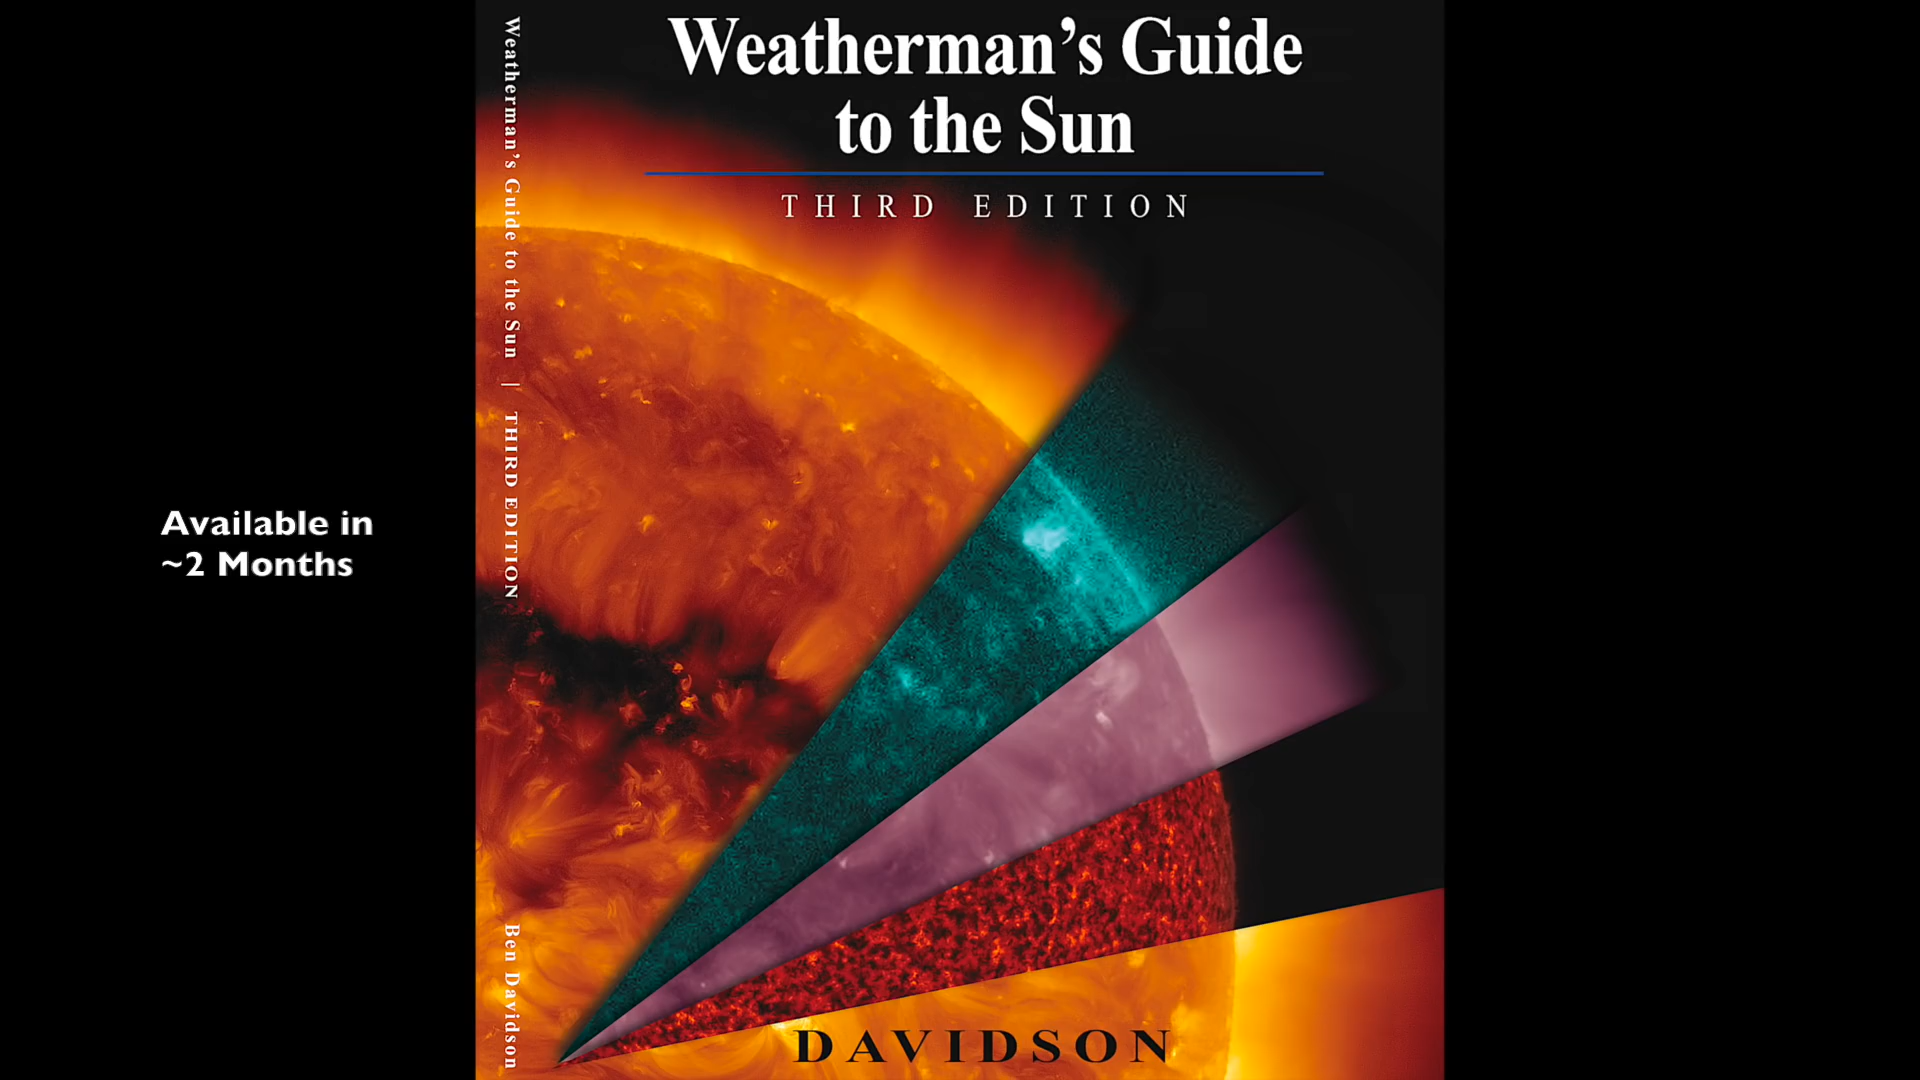 Weatherman’s Guide
to the Sun
THIRD EDITION
Weatherman’s Guide to the Sun | THIRD EDITION Ben Davidson
Available in
~2 Months
DAVIDSON